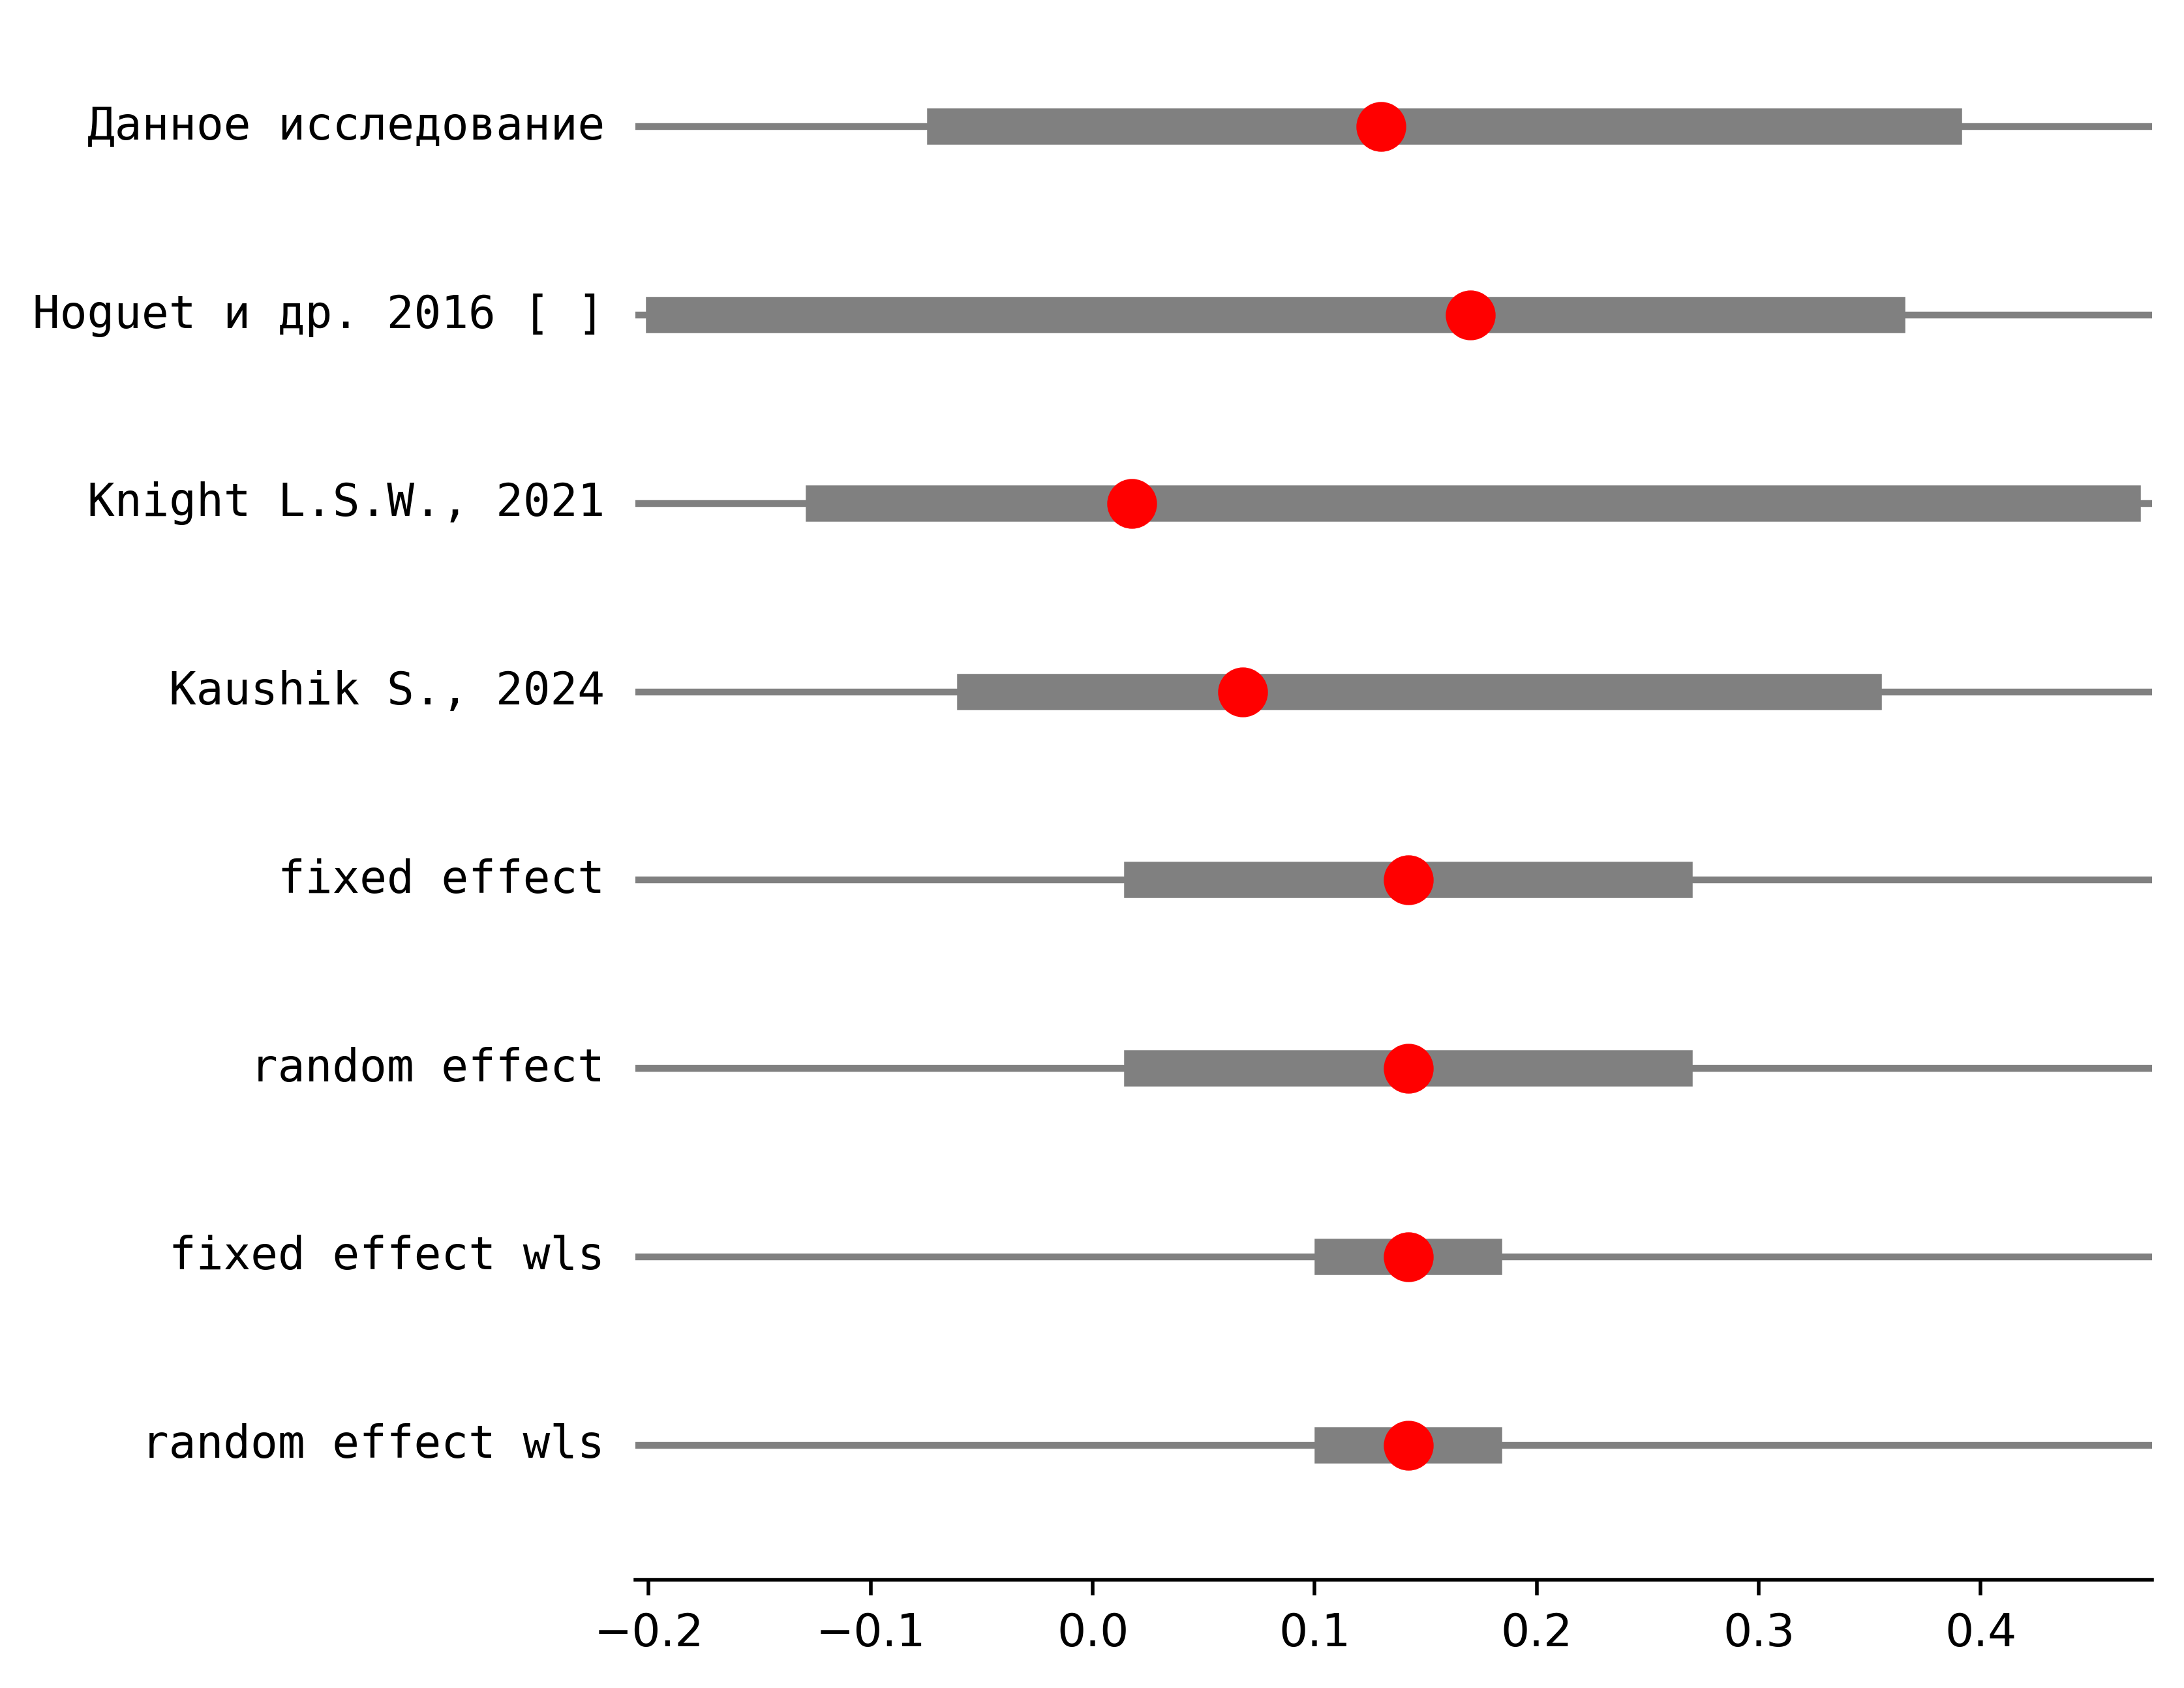 Данное исследование
Hoguet и др. 2016 [ ]
Knight L.S.W., 2021
Kaushik S., 2024
fixed effect
random effect
fixed effect wls
random effect wls
−0.2 −0.1 0.0 0.1 0.2 0.3 0.4